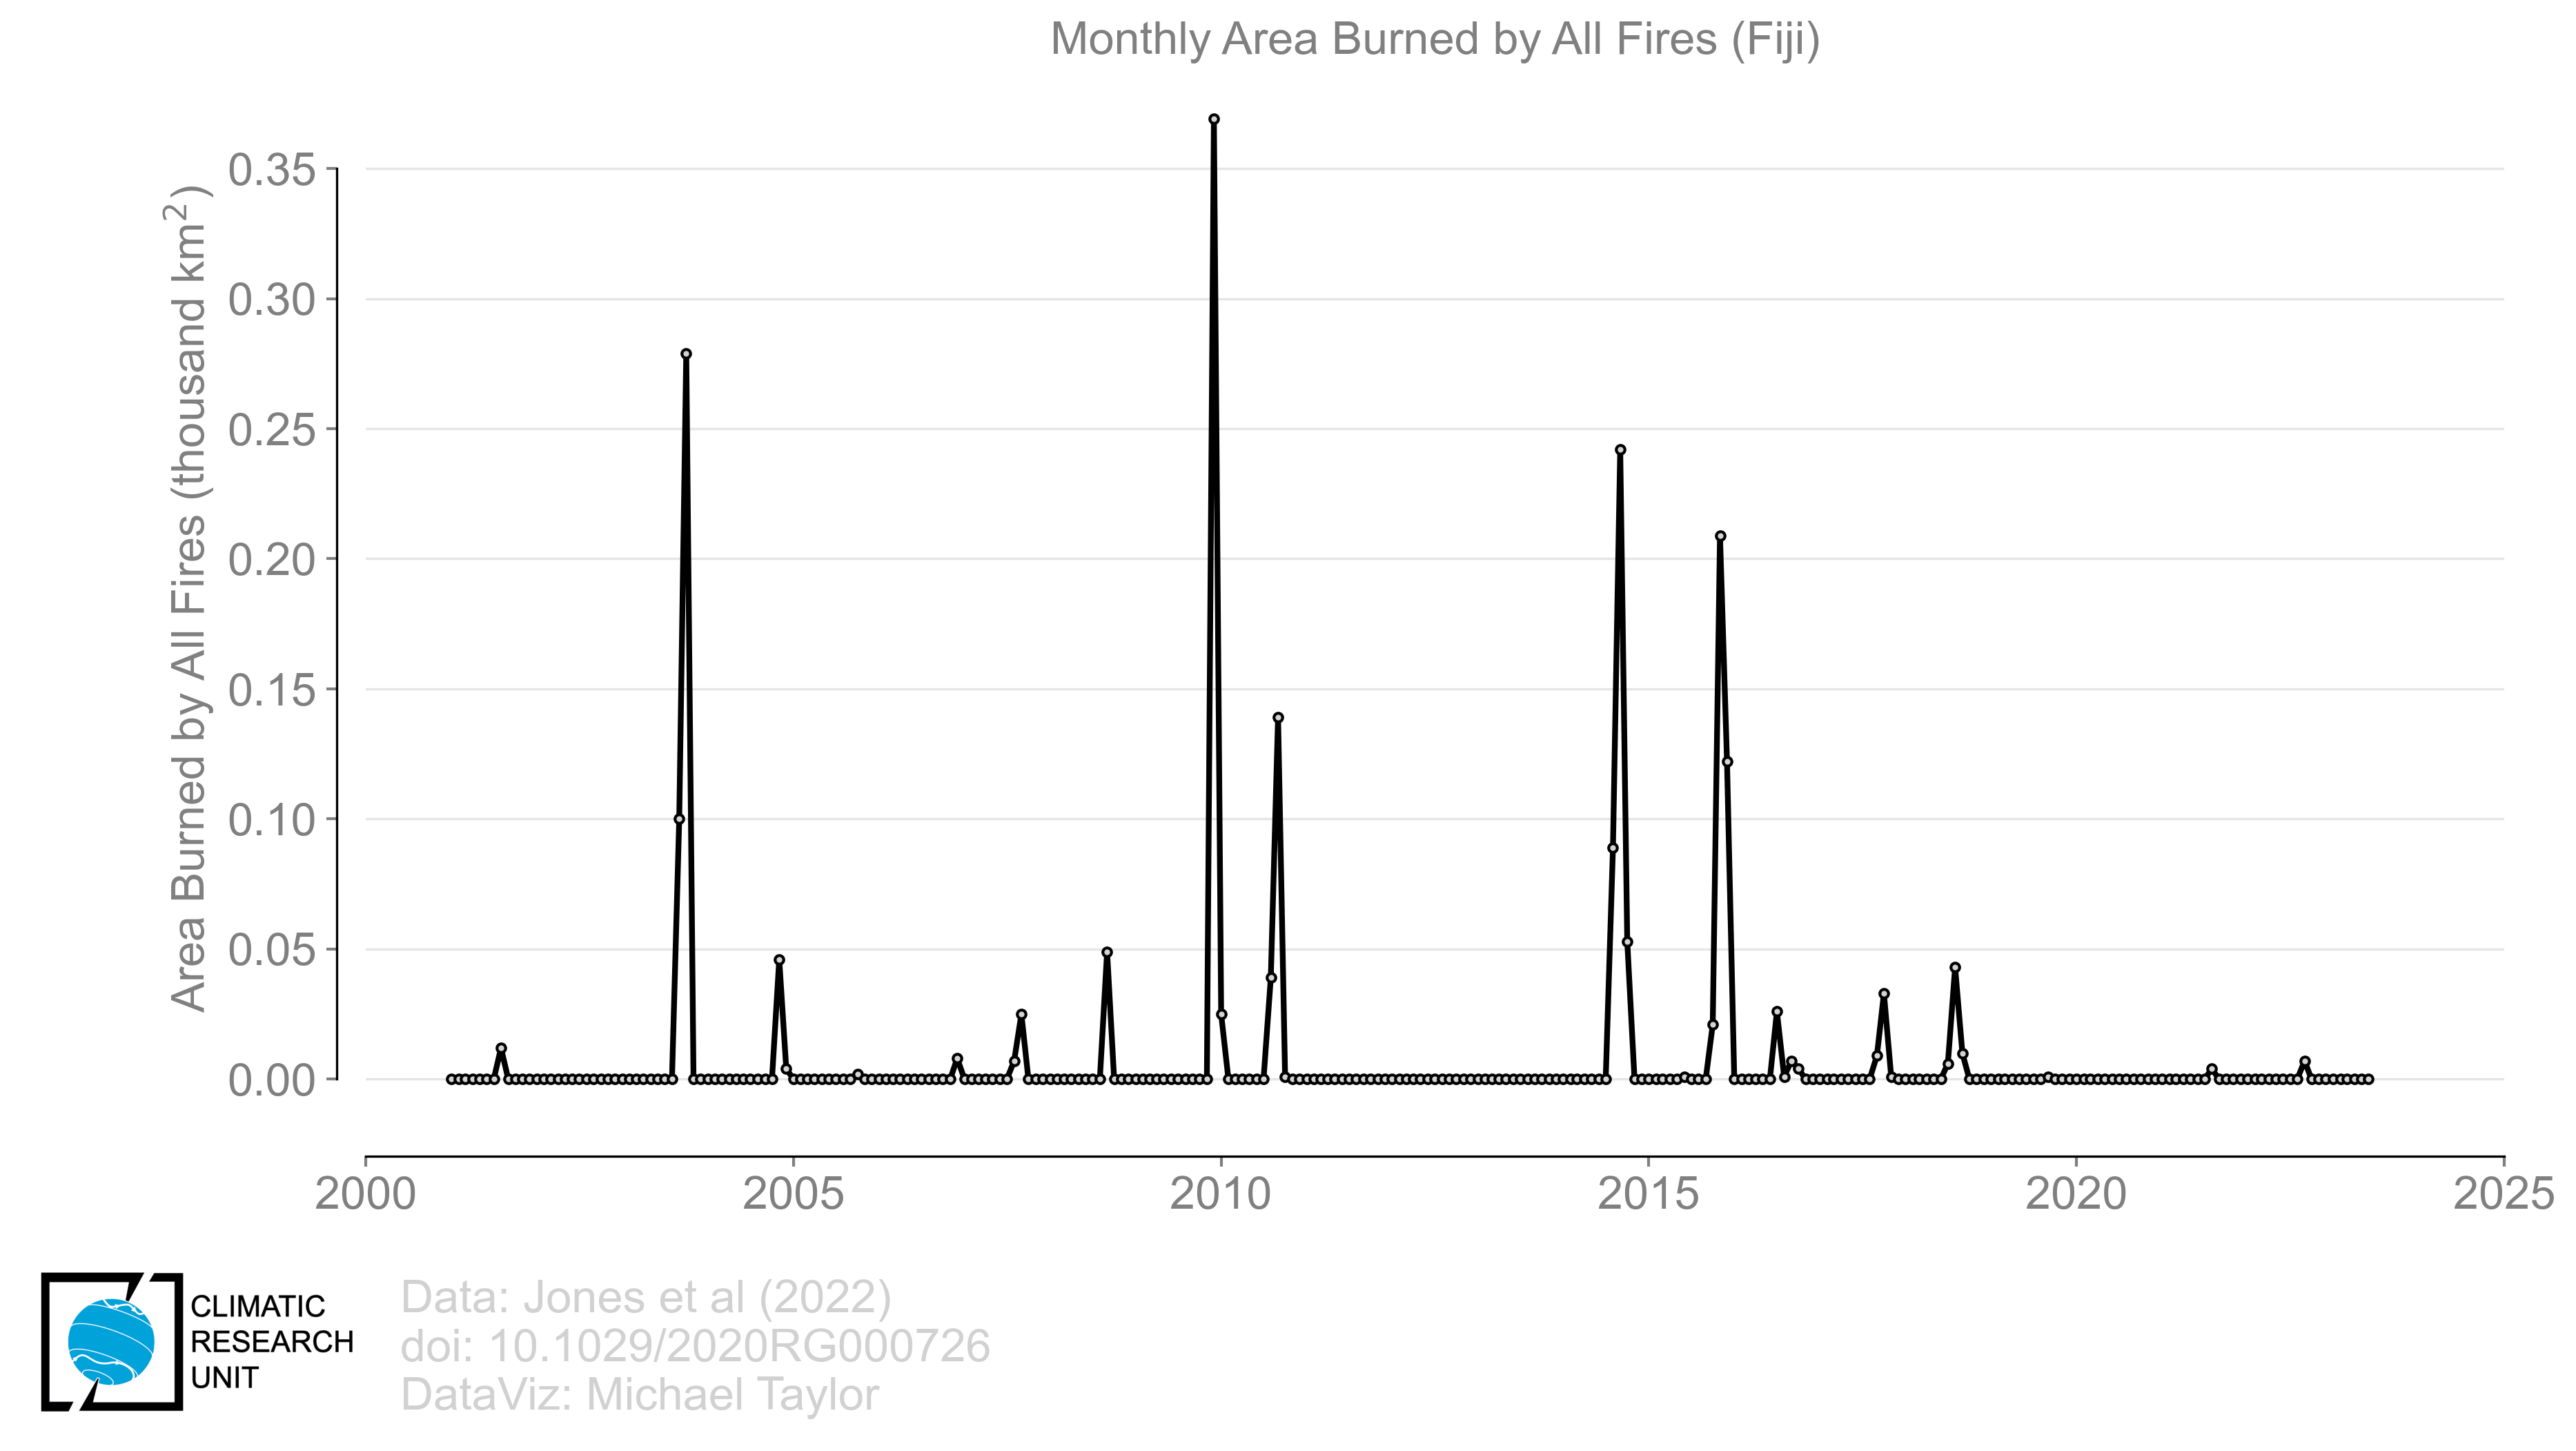 Monthly Area Burned by All Fires (Fiji)
Area Burned by All Fires (thousand km²)
0.35
0.30
0.25
0.20
0.15
0.10
0.05
0.00
2000 2005 2010 2015 2020 2025
CLIMATIC
RESEARCH
UNIT
Data: Jones et al (2022)
doi: 10.1029/2020RG000726
DataViz: Michael Taylor